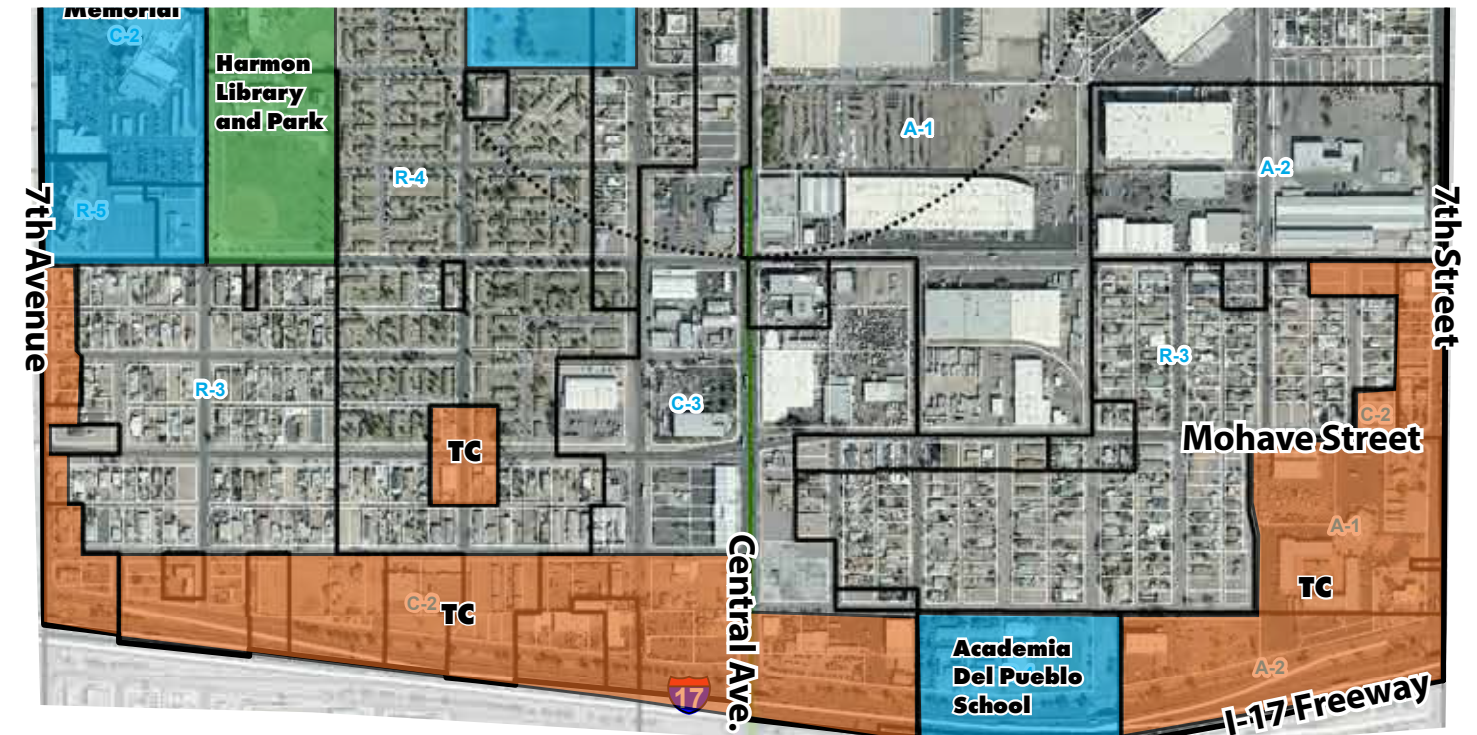 Memorial
C-2
Harmon
Library
and Park
A-1
R-4
A-2
R-5
7th Avenue
7th Street
R-3
R-3
C-3
C-2
Mohave Street
TC
A-1
Central Ave.
TC
C-2
TC
Academia
Del Pueblo
School
A-2
17
I-17 Freeway